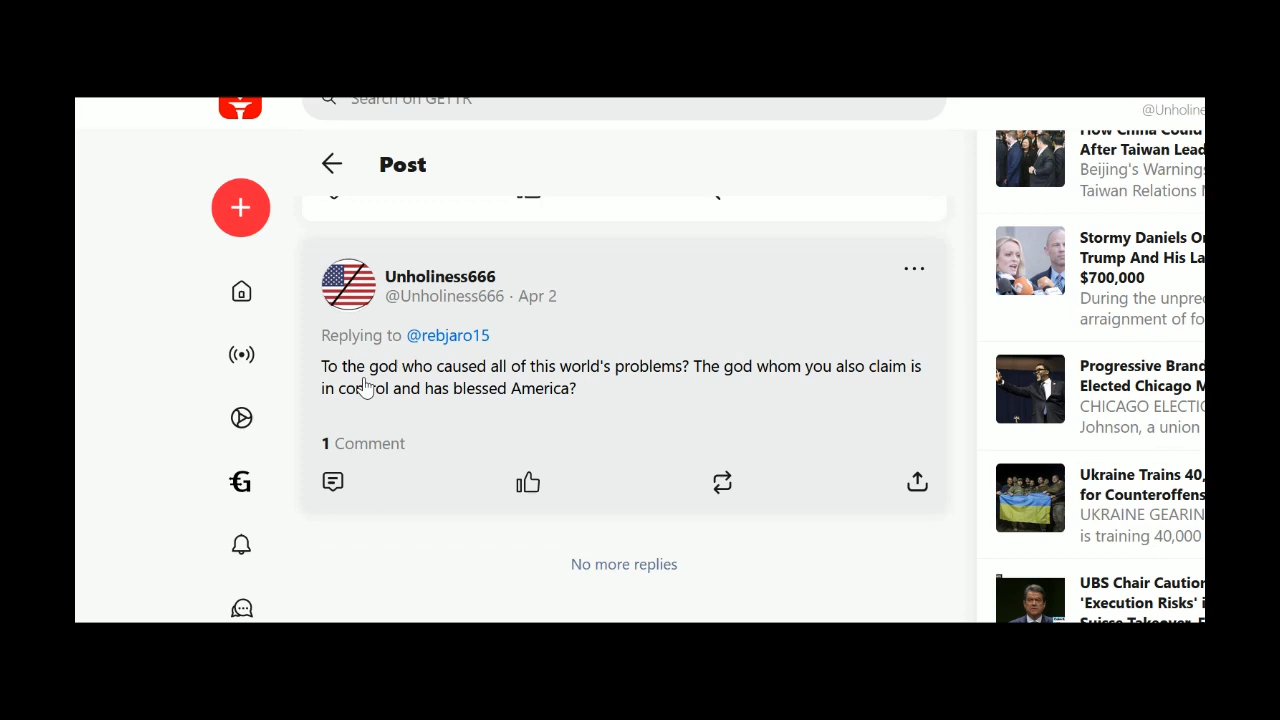 Search on GETTR
@Unholine
Post
Unholiness666
@Unholiness666 · Apr 2
Replying to @rebjaro15
To the god who caused all of this world's problems? The god whom you also claim is
in control and has blessed America?
1 Comment
No more replies
How China Could
After Taiwan Lead
Beijing's Warning
Taiwan Relations
Stormy Daniels O
Trump And His La
$700,000
During the unpre
arraignment of fo
Progressive Brand
Elected Chicago M
CHICAGO ELECTIO
Johnson, a union
Ukraine Trains 40,
for Counteroffens
UKRAINE GEARIN
is training 40,000
UBS Chair Caution
'Execution Risks' i
Suisse Takeover